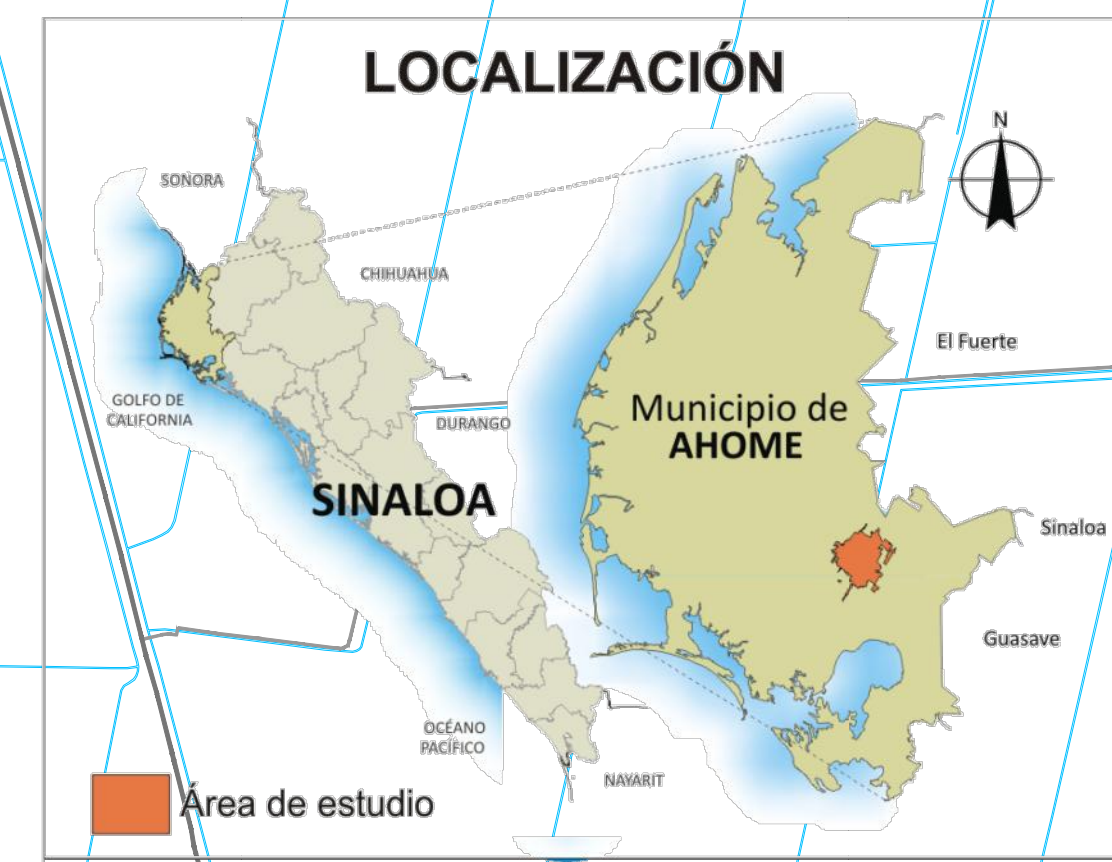 LOCALIZACIÓN
N
SONORA
CHIHUAHUA
El Fuerte
GOLFO DE
CALIFORNIA
DURANGO
Municipio de
AHOME
SINALOA
Sinaloa
Guasave
OCÉANO
PACÍFICO
NAYARIT
Área de estudio